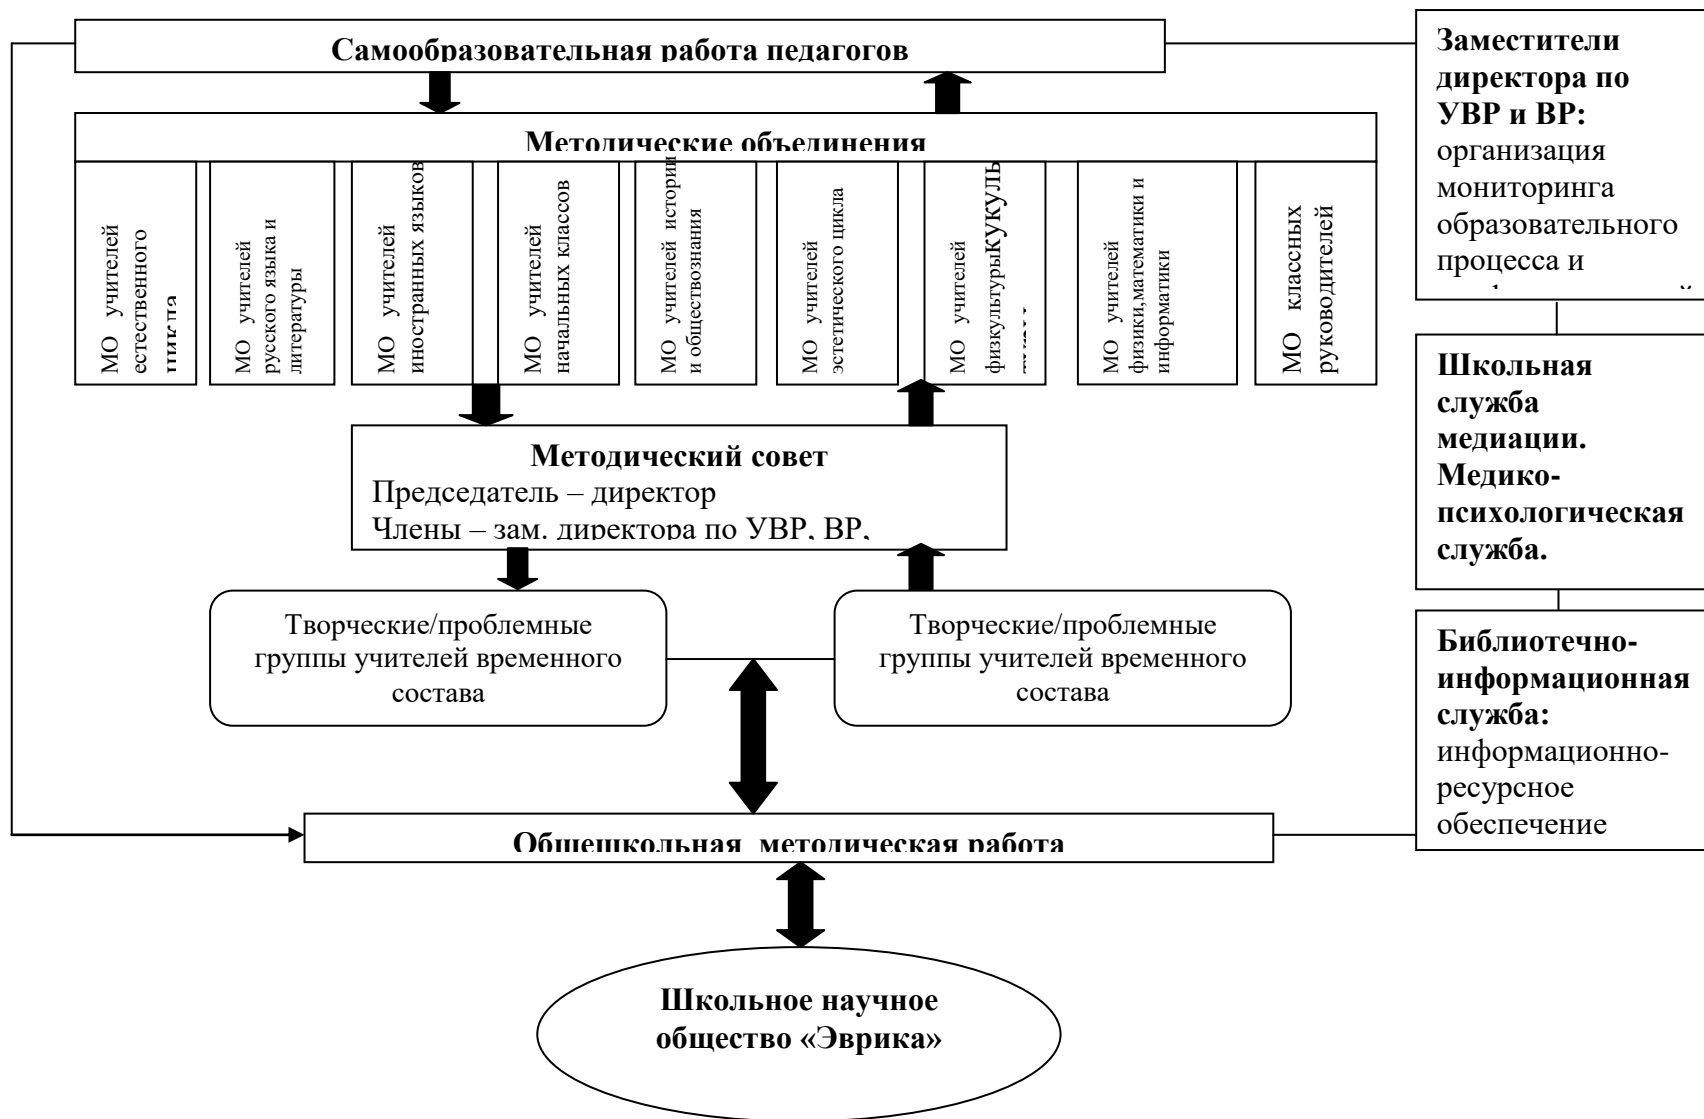 Самообразовательная работа педагогов
Методические объединения
МО учителей
естественного
цикла
МО учителей
русского языка и
литературы
МО учителей
иностранных языков
МО учителей
начальных классов
МО учителей истории
и обществознания
МО учителей
эстетического цикла
МО учителей
физкультурыкукуль
МО учителей
физики,математики и
информатики
МО классных
руководителей
Методический совет
Председатель – директор
Члены – зам. директора по УВР, ВР,
Творческие/проблемные
группы учителей временного
состава
Творческие/проблемные
группы учителей временного
состава
Общешкольная методическая работа
Школьное научное
общество «Эврика»
Заместители
директора по
УВР и ВР:
организация
мониторинга
образовательного
процесса и
Школьная
служба
медиации.
Медико-
психологическая
служба.
Библиотечно-
информационная
служба:
информационно-
ресурсное
обеспечение